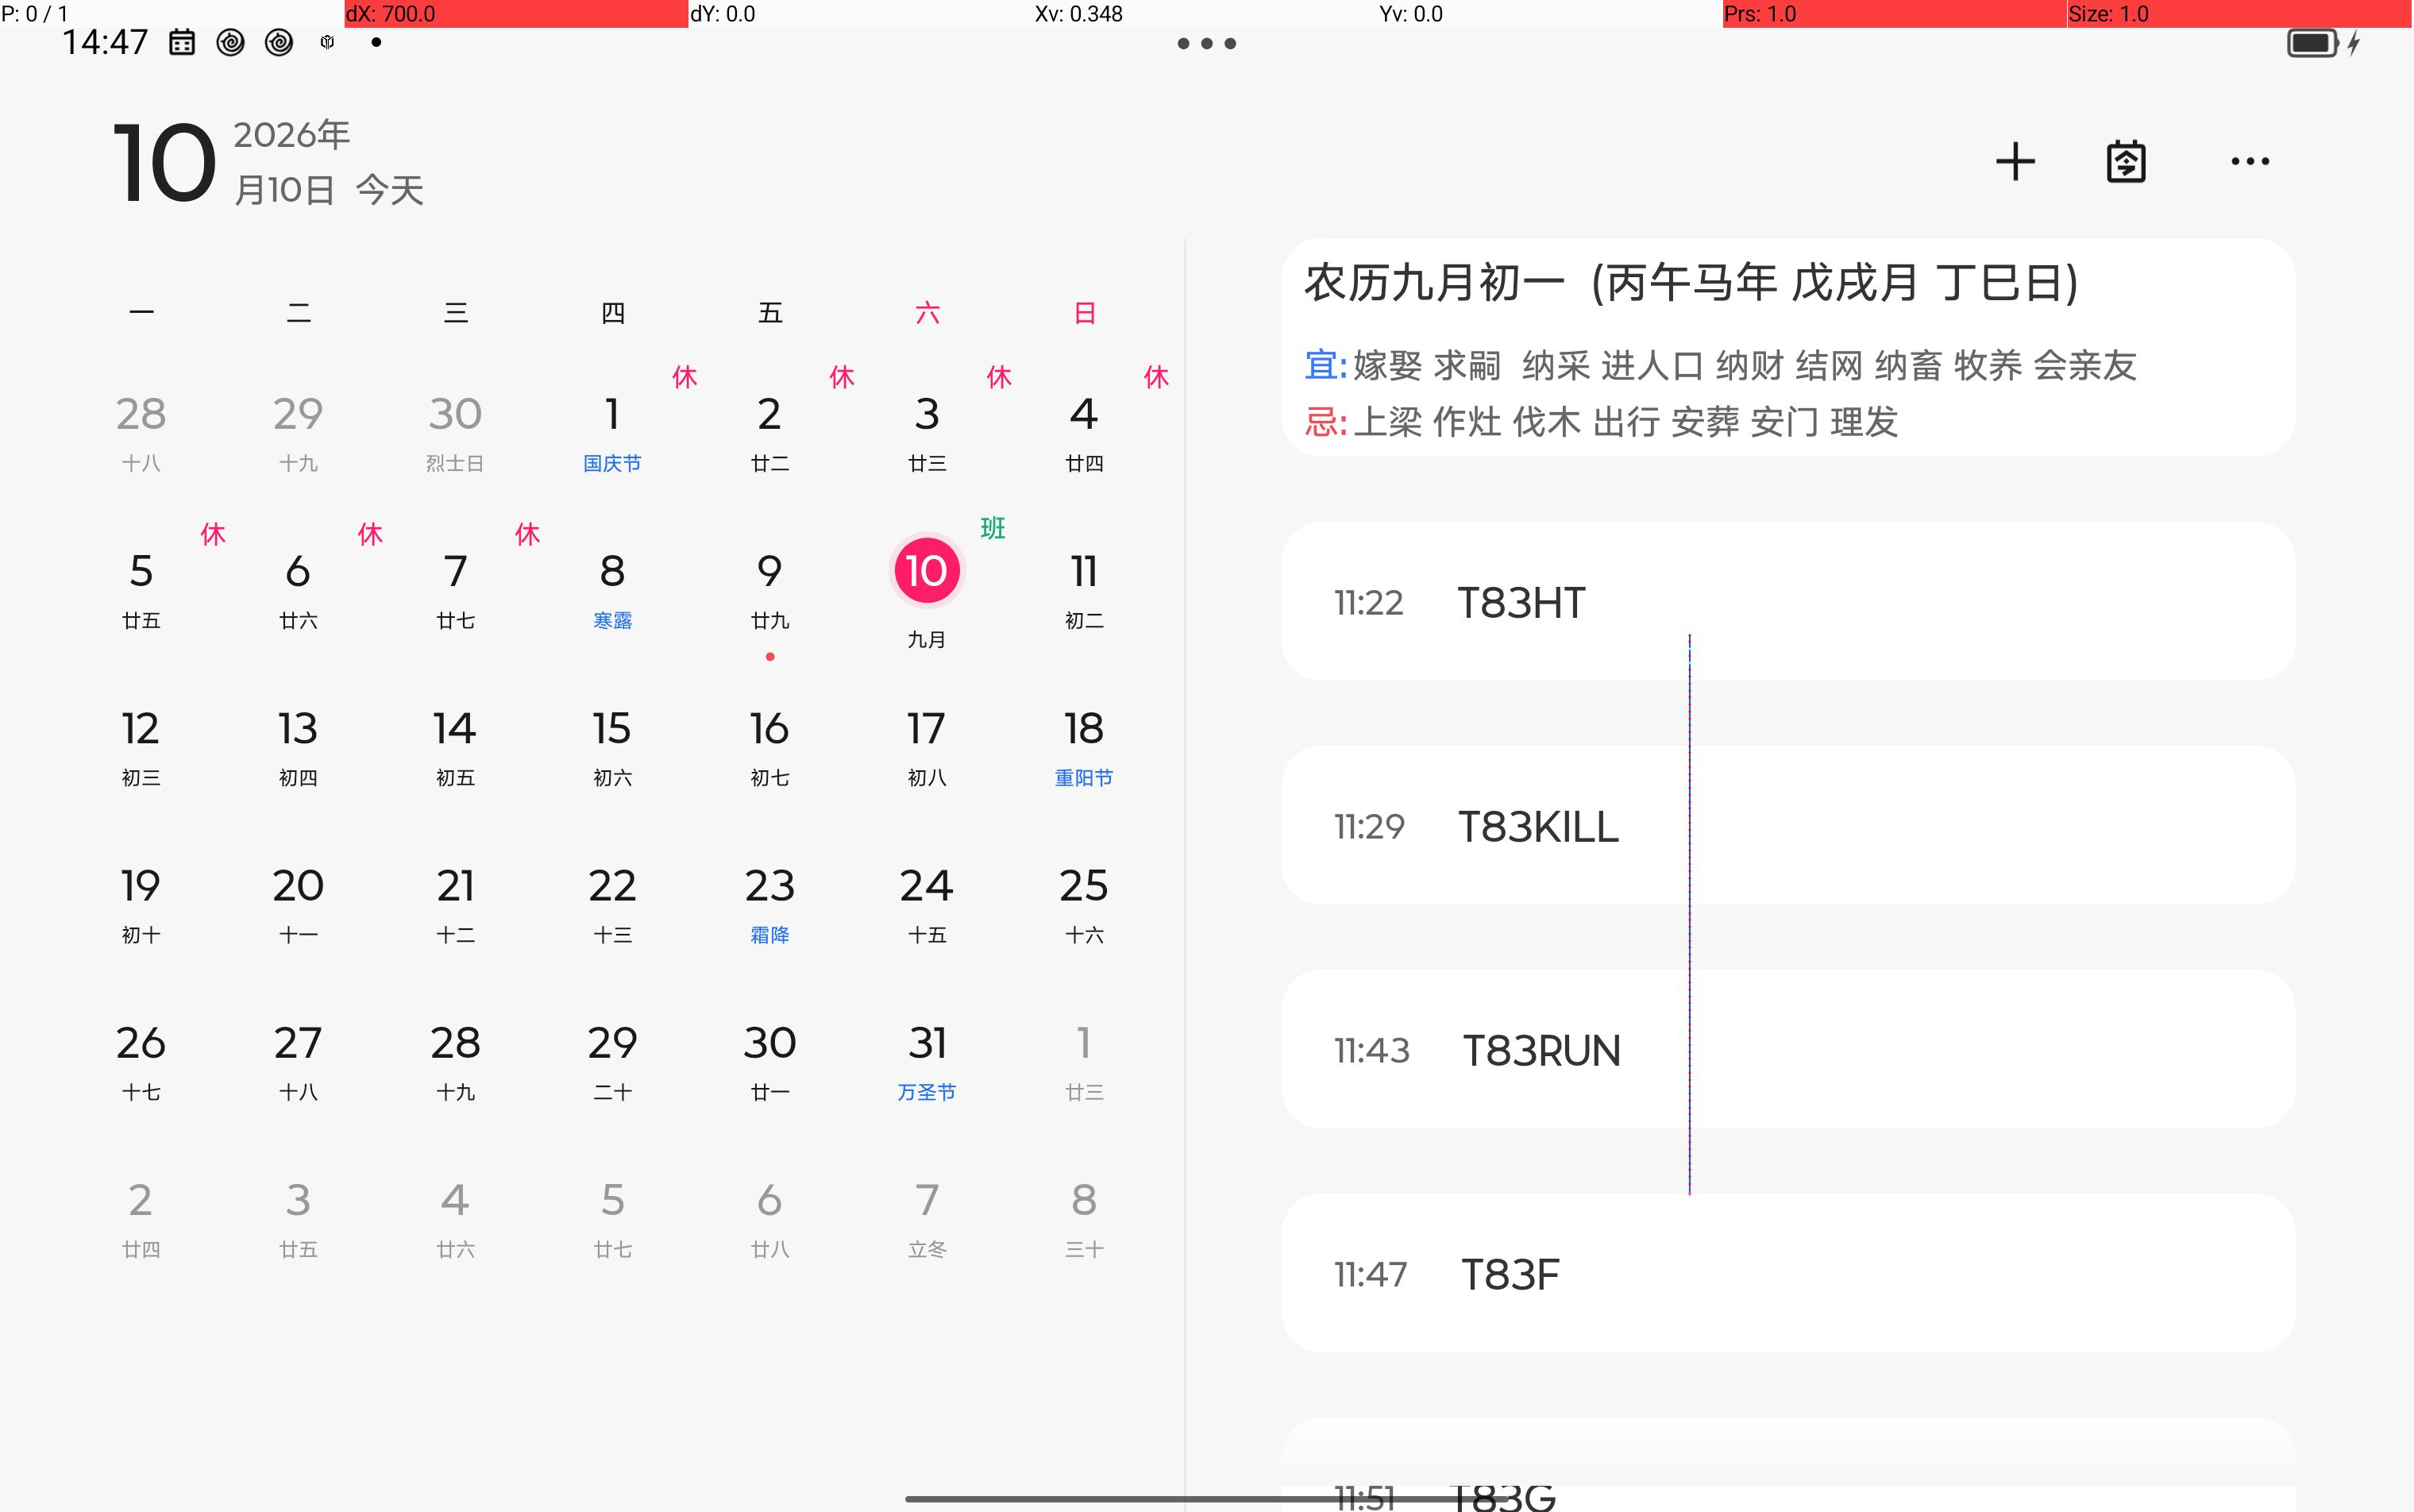 P: 0 / 1 dX: 700.0 dY: 0.0 Xv: 0.348 Yv: 0.0 Prs: 1.0 Size: 1.0
14:47
10 2026年
月10日 今天
一 二 三 四 五 六 日
休 休 休 休
28 29 30 1 2 3 4
十八 十九 烈士日 国庆节 廿二 廿三 廿四
休 休 休 班
5 6 7 8 9 10 11
廿五 廿六 廿七 寒露 廿九 九月 初二
12 13 14 15 16 17 18
初三 初四 初五 初六 初七 初八 重阳节
19 20 21 22 23 24 25
初十 十一 十二 十三 霜降 十五 十六
26 27 28 29 30 31 1
十七 十八 十九 二十 廿一 万圣节 廿三
2 3 4 5 6 7 8
廿四 廿五 廿六 廿七 廿八 立冬 三十
今
农历九月初一 (丙午马年 戊戌月 丁巳日)
宜: 嫁娶 求嗣 纳采 进人口 纳财 结网 纳畜 牧养 会亲友
忌: 上梁 作灶 伐木 出行 安葬 安门 理发
11:22 T83HT
11:29 T83KILL
11:43 T83RUN
11:47 T83F
11:51 T83G